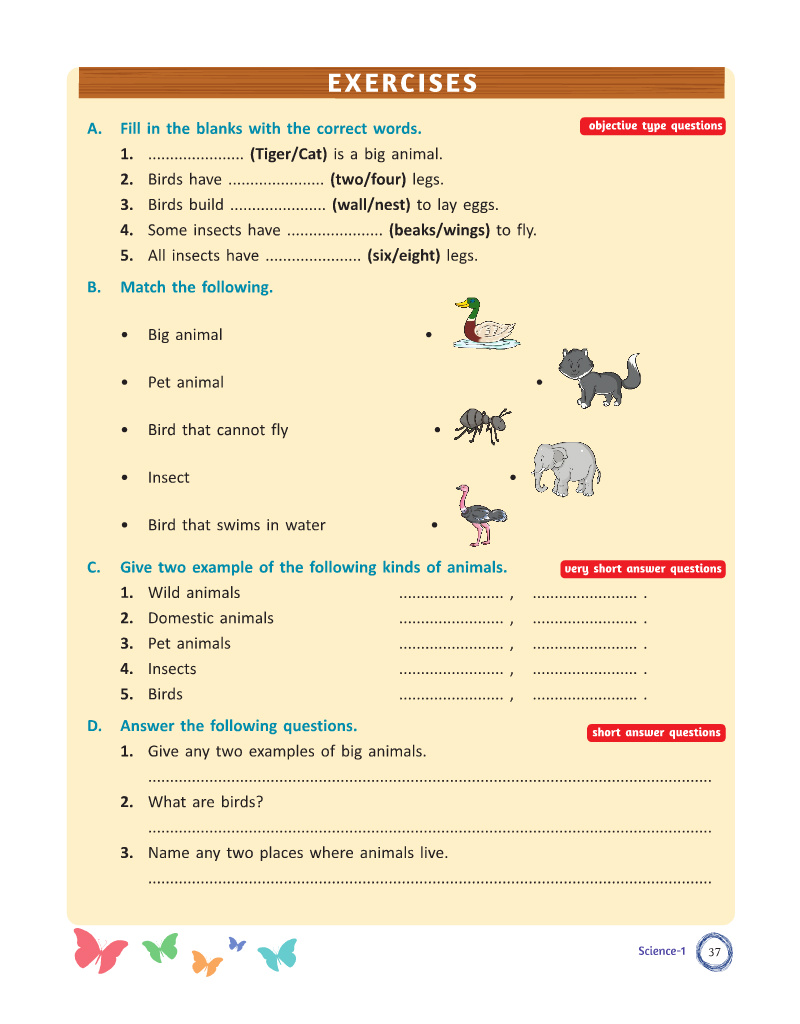 EXERCISES
A. Fill in the blanks with the correct words.
objective type questions
1. ...................... (Tiger/Cat) is a big animal.
2. Birds have ...................... (two/four) legs.
3. Birds build ...................... (wall/nest) to lay eggs.
4. Some insects have ...................... (beaks/wings) to fly.
5. All insects have ...................... (six/eight) legs.
B. Match the following.
• Big animal •
• Pet animal •
• Bird that cannot fly •
• Insect •
• Bird that swims in water •
C. Give two example of the following kinds of animals.
very short answer questions
1. Wild animals ........................ , ........................ .
2. Domestic animals ........................ , ........................ .
3. Pet animals ........................ , ........................ .
4. Insects ........................ , ........................ .
5. Birds ........................ , ........................ .
D. Answer the following questions.
short answer questions
1. Give any two examples of big animals.
................................................................................................................................
2. What are birds?
................................................................................................................................
3. Name any two places where animals live.
................................................................................................................................
Science-1 37